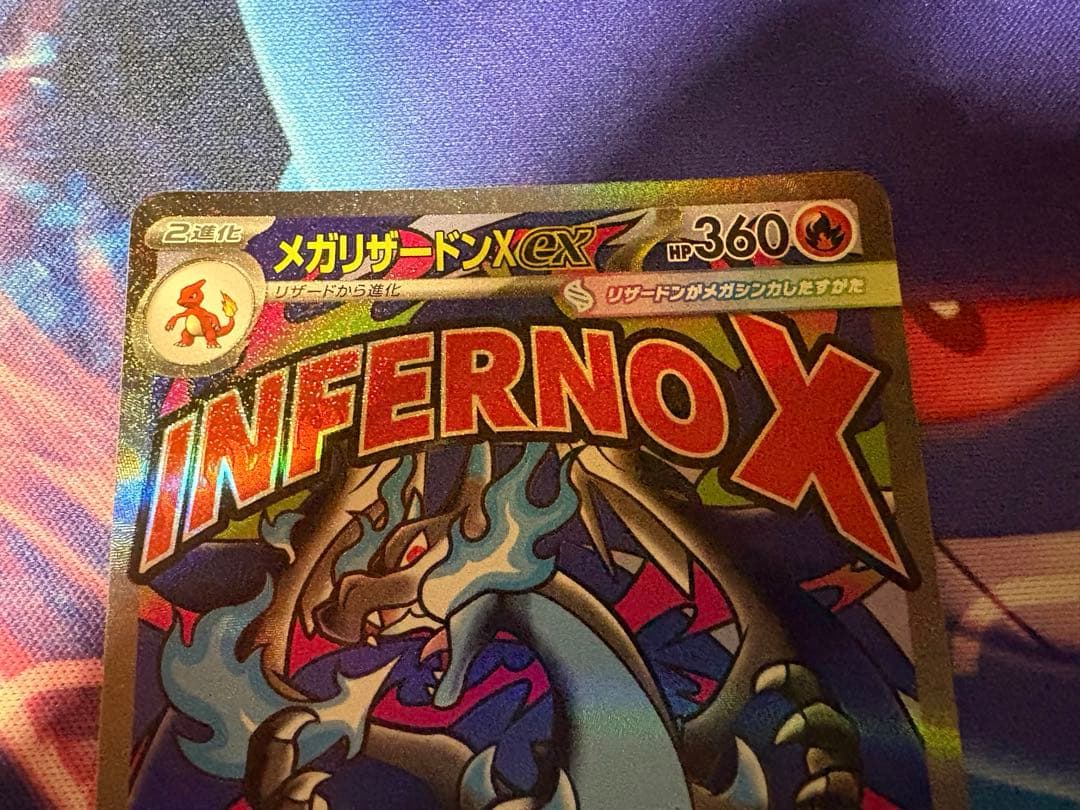 2進化
メガリザードンXex
HP360
リザードから進化
リザードンがメガシンカしたすがた
INFERNO X